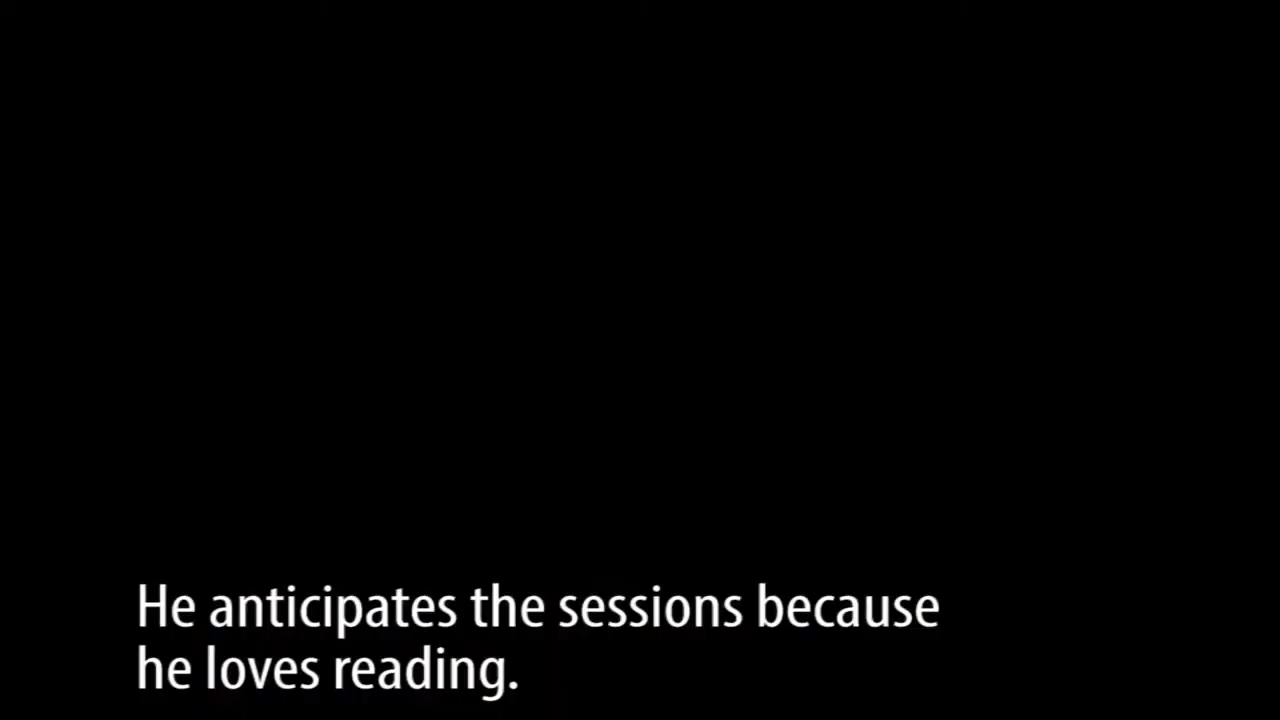 He anticipates the sessions because
he loves reading.